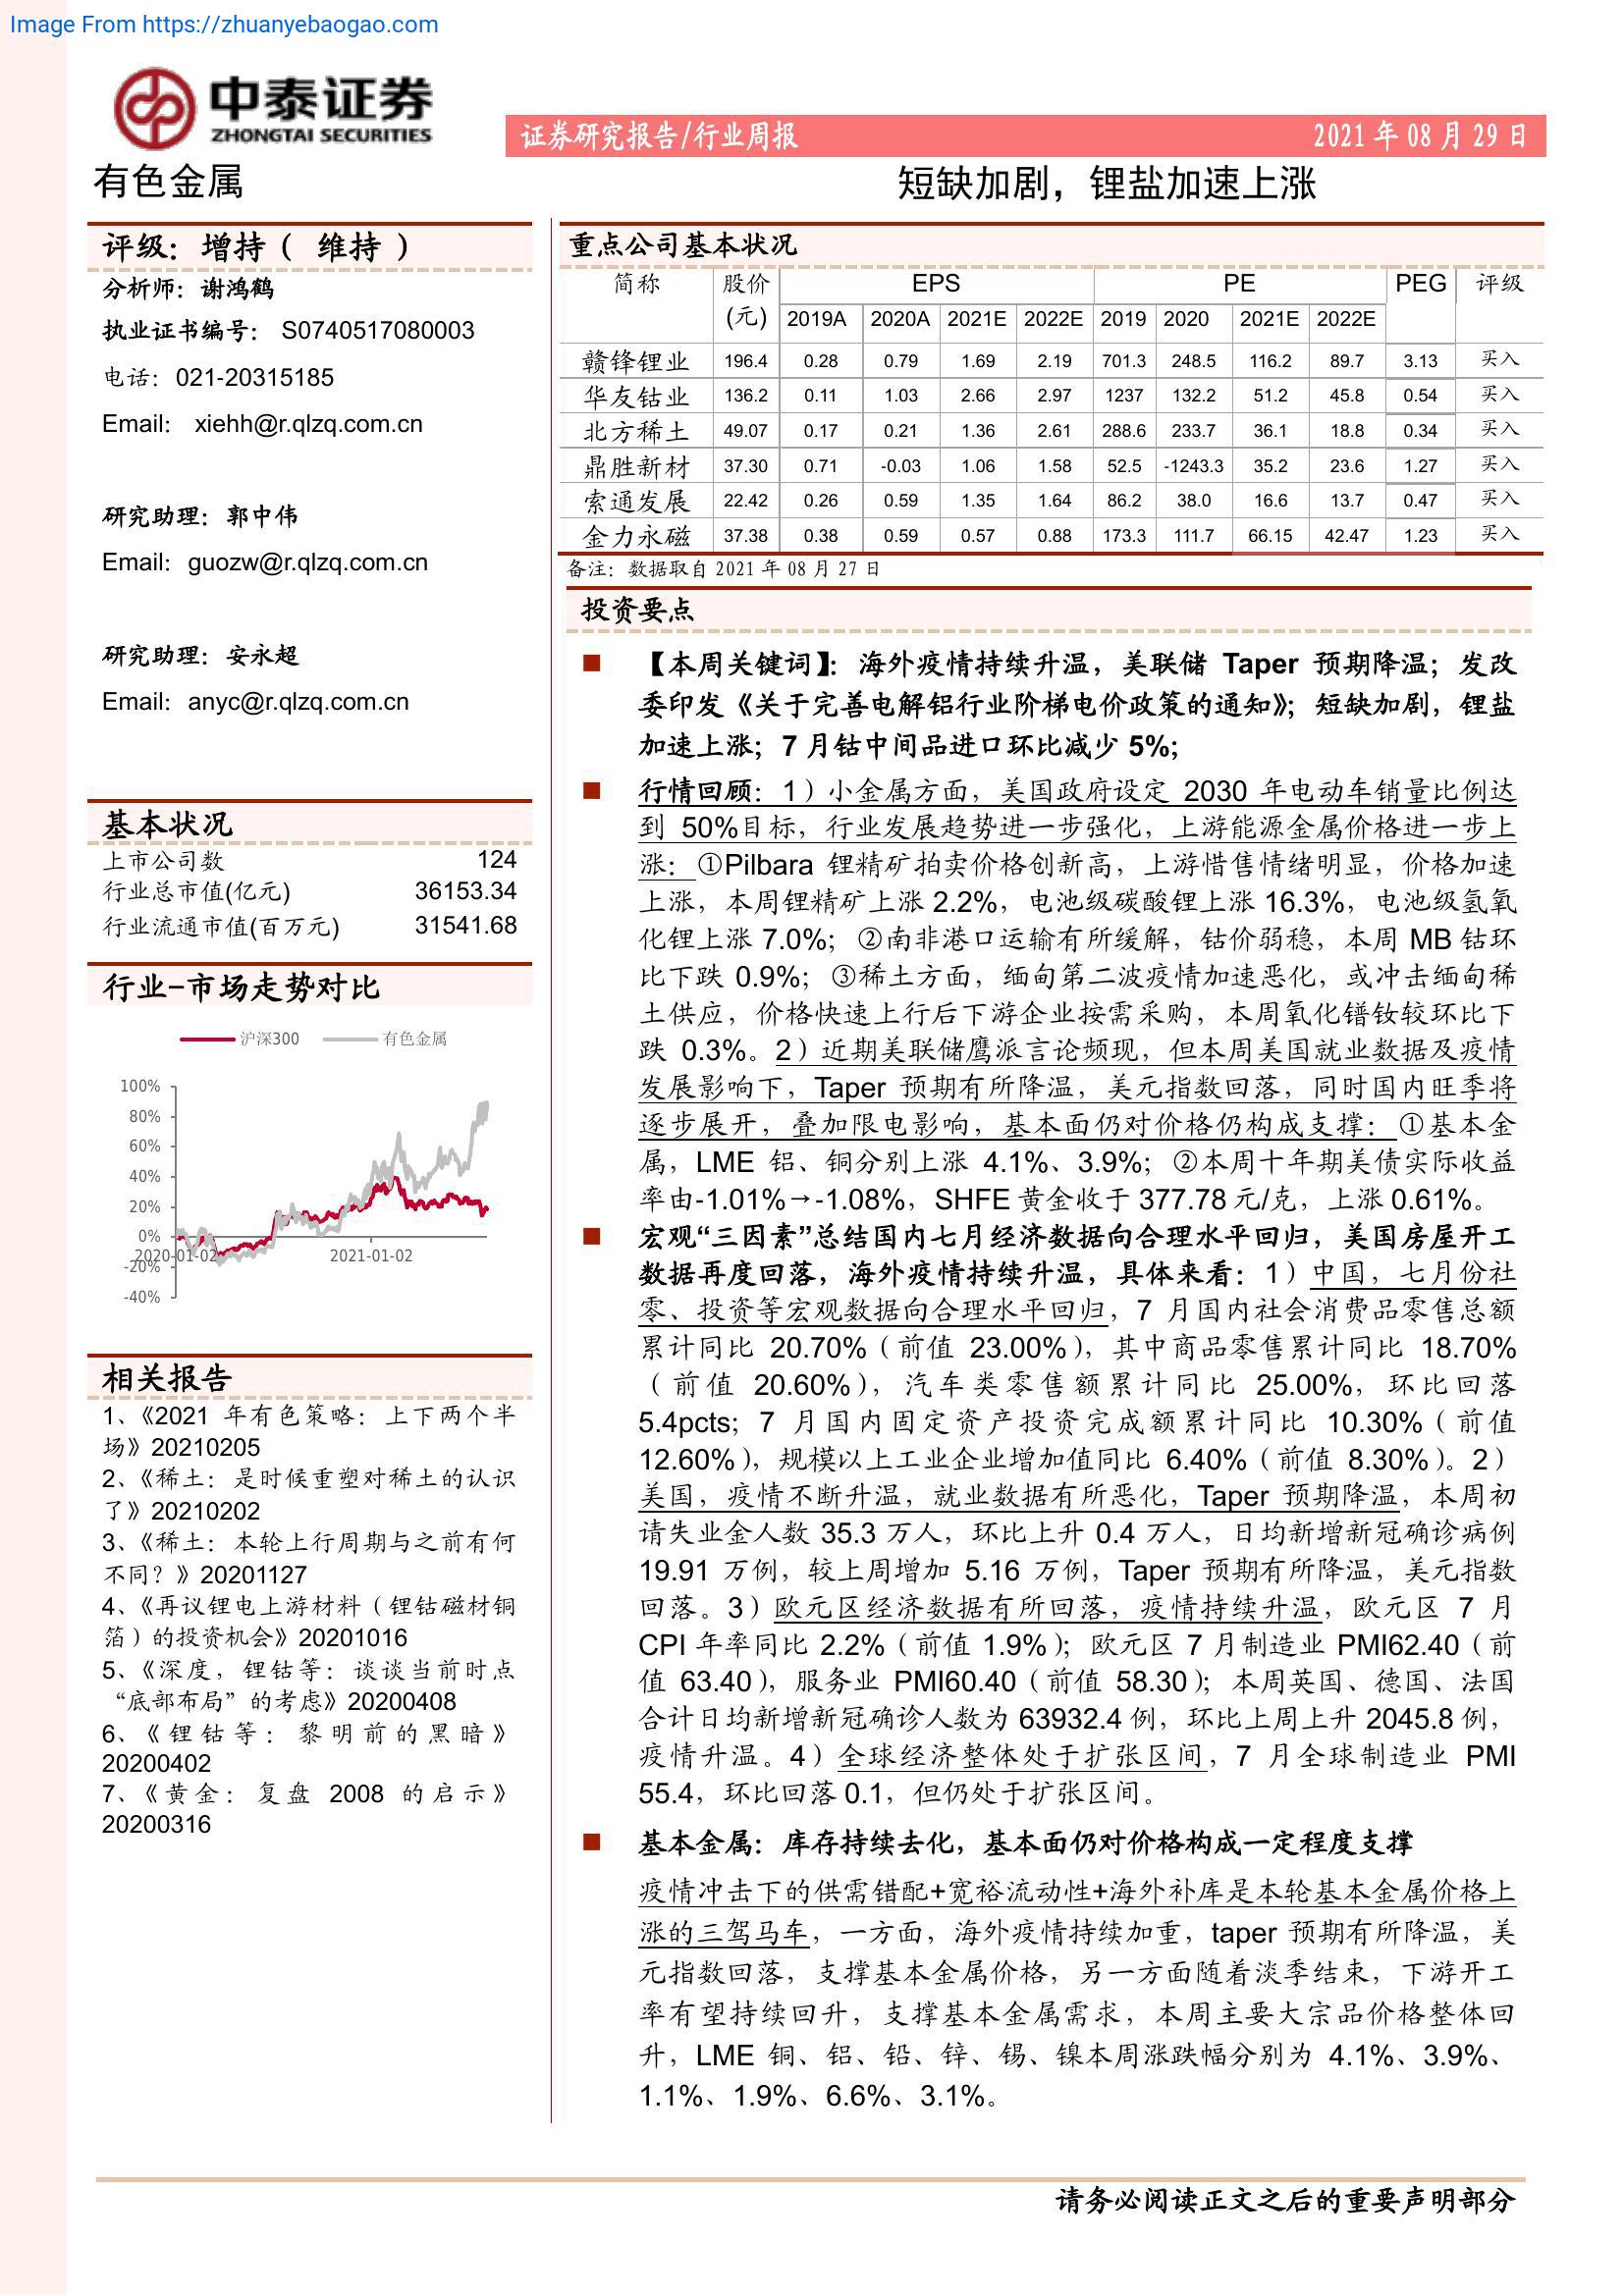 Image From https://zhuanyebaogao.com
中泰证券
ZHONGTAI SECURITIES
证券研究报告/行业周报 2021 年 08 月 29 日
有色金属 短缺加剧，锂盐加速上涨
评级：增持（ 维持 ）
分析师：谢鸿鹤
执业证书编号： S0740517080003
电话：021-20315185
Email： xiehh@r.qlzq.com.cn
研究助理：郭中伟
Email：guozw@r.qlzq.com.cn
研究助理：安永超
Email：anyc@r.qlzq.com.cn
基本状况
上市公司数 124
行业总市值(亿元) 36153.34
行业流通市值(百万元) 31541.68
行业-市场走势对比
沪深300 有色金属
100%
80%
60%
40%
20%
0%
2020-01-02 2021-01-02
-20%
-40%
相关报告
1、《2021 年有色策略：上下两个半
场》20210205
2、《稀土：是时候重塑对稀土的认识
了》20210202
3、《稀土：本轮上行周期与之前有何
不同？》20201127
4、《再议锂电上游材料（锂钴磁材铜
箔）的投资机会》20201016
5、《深度，锂钴等：谈谈当前时点
“底部布局”的考虑》20200408
6、《锂钴等：黎明前的黑暗》
20200402
7、《黄金：复盘 2008 的启示》
20200316
重点公司基本状况
简称 股价 EPS PE PEG 评级
(元) 2019A 2020A 2021E 2022E 2019 2020 2021E 2022E
赣锋锂业 196.4 0.28 0.79 1.69 2.19 701.3 248.5 116.2 89.7 3.13 买入
华友钴业 136.2 0.11 1.03 2.66 2.97 1237 132.2 51.2 45.8 0.54 买入
北方稀土 49.07 0.17 0.21 1.36 2.61 288.6 233.7 36.1 18.8 0.34 买入
鼎胜新材 37.30 0.71 -0.03 1.06 1.58 52.5 -1243.3 35.2 23.6 1.27 买入
索通发展 22.42 0.26 0.59 1.35 1.64 86.2 38.0 16.6 13.7 0.47 买入
金力永磁 37.38 0.38 0.59 0.57 0.88 173.3 111.7 66.15 42.47 1.23 买入
备注：数据取自 2021 年 08 月 27 日
投资要点
■ 【本周关键词】：海外疫情持续升温，美联储 Taper 预期降温；发改
委印发《关于完善电解铝行业阶梯电价政策的通知》；短缺加剧，锂盐
加速上涨；7 月钴中间品进口环比减少 5%；
■ 行情回顾：1）小金属方面，美国政府设定 2030 年电动车销量比例达
到 50%目标，行业发展趋势进一步强化，上游能源金属价格进一步上
涨：①Pilbara 锂精矿拍卖价格创新高，上游惜售情绪明显，价格加速
上涨，本周锂精矿上涨 2.2%，电池级碳酸锂上涨 16.3%，电池级氢氧
化锂上涨 7.0%；②南非港口运输有所缓解，钴价弱稳，本周 MB 钴环
比下跌 0.9%；③稀土方面，缅甸第二波疫情加速恶化，或冲击缅甸稀
土供应，价格快速上行后下游企业按需采购，本周氧化镨钕较环比下
跌 0.3%。2）近期美联储鹰派言论频现，但本周美国就业数据及疫情
发展影响下，Taper 预期有所降温，美元指数回落，同时国内旺季将
逐步展开，叠加限电影响，基本面仍对价格仍构成支撑：①基本金
属，LME 铝、铜分别上涨 4.1%、3.9%；②本周十年期美债实际收益
率由-1.01%→-1.08%，SHFE 黄金收于 377.78 元/克，上涨 0.61%。
■ 宏观“三因素”总结国内七月经济数据向合理水平回归，美国房屋开工
数据再度回落，海外疫情持续升温，具体来看：1）中国，七月份社
零、投资等宏观数据向合理水平回归，7 月国内社会消费品零售总额
累计同比 20.70%（前值 23.00%），其中商品零售累计同比 18.70%
（前值 20.60%），汽车类零售额累计同比 25.00%，环比回落
5.4pcts；7 月国内固定资产投资完成额累计同比 10.30%（前值
12.60%），规模以上工业企业增加值同比 6.40%（前值 8.30%）。2）
美国，疫情不断升温，就业数据有所恶化，Taper 预期降温，本周初
请失业金人数 35.3 万人，环比上升 0.4 万人，日均新增新冠确诊病例
19.91 万例，较上周增加 5.16 万例，Taper 预期有所降温，美元指数
回落。3）欧元区经济数据有所回落，疫情持续升温，欧元区 7 月
CPI 年率同比 2.2%（前值 1.9%）；欧元区 7 月制造业 PMI62.40（前
值 63.40），服务业 PMI60.40（前值 58.30）；本周英国、德国、法国
合计日均新增新冠确诊人数为 63932.4 例，环比上周上升 2045.8 例，
疫情升温。4）全球经济整体处于扩张区间，7 月全球制造业 PMI
55.4，环比回落 0.1，但仍处于扩张区间。
■ 基本金属：库存持续去化，基本面仍对价格构成一定程度支撑
疫情冲击下的供需错配+宽裕流动性+海外补库是本轮基本金属价格上
涨的三驾马车，一方面，海外疫情持续加重，taper 预期有所降温，美
元指数回落，支撑基本金属价格，另一方面随着淡季结束，下游开工
率有望持续回升，支撑基本金属需求，本周主要大宗品价格整体回
升，LME 铜、铝、铅、锌、锡、镍本周涨跌幅分别为 4.1%、3.9%、
1.1%、1.9%、6.6%、3.1%。
请务必阅读正文之后的重要声明部分